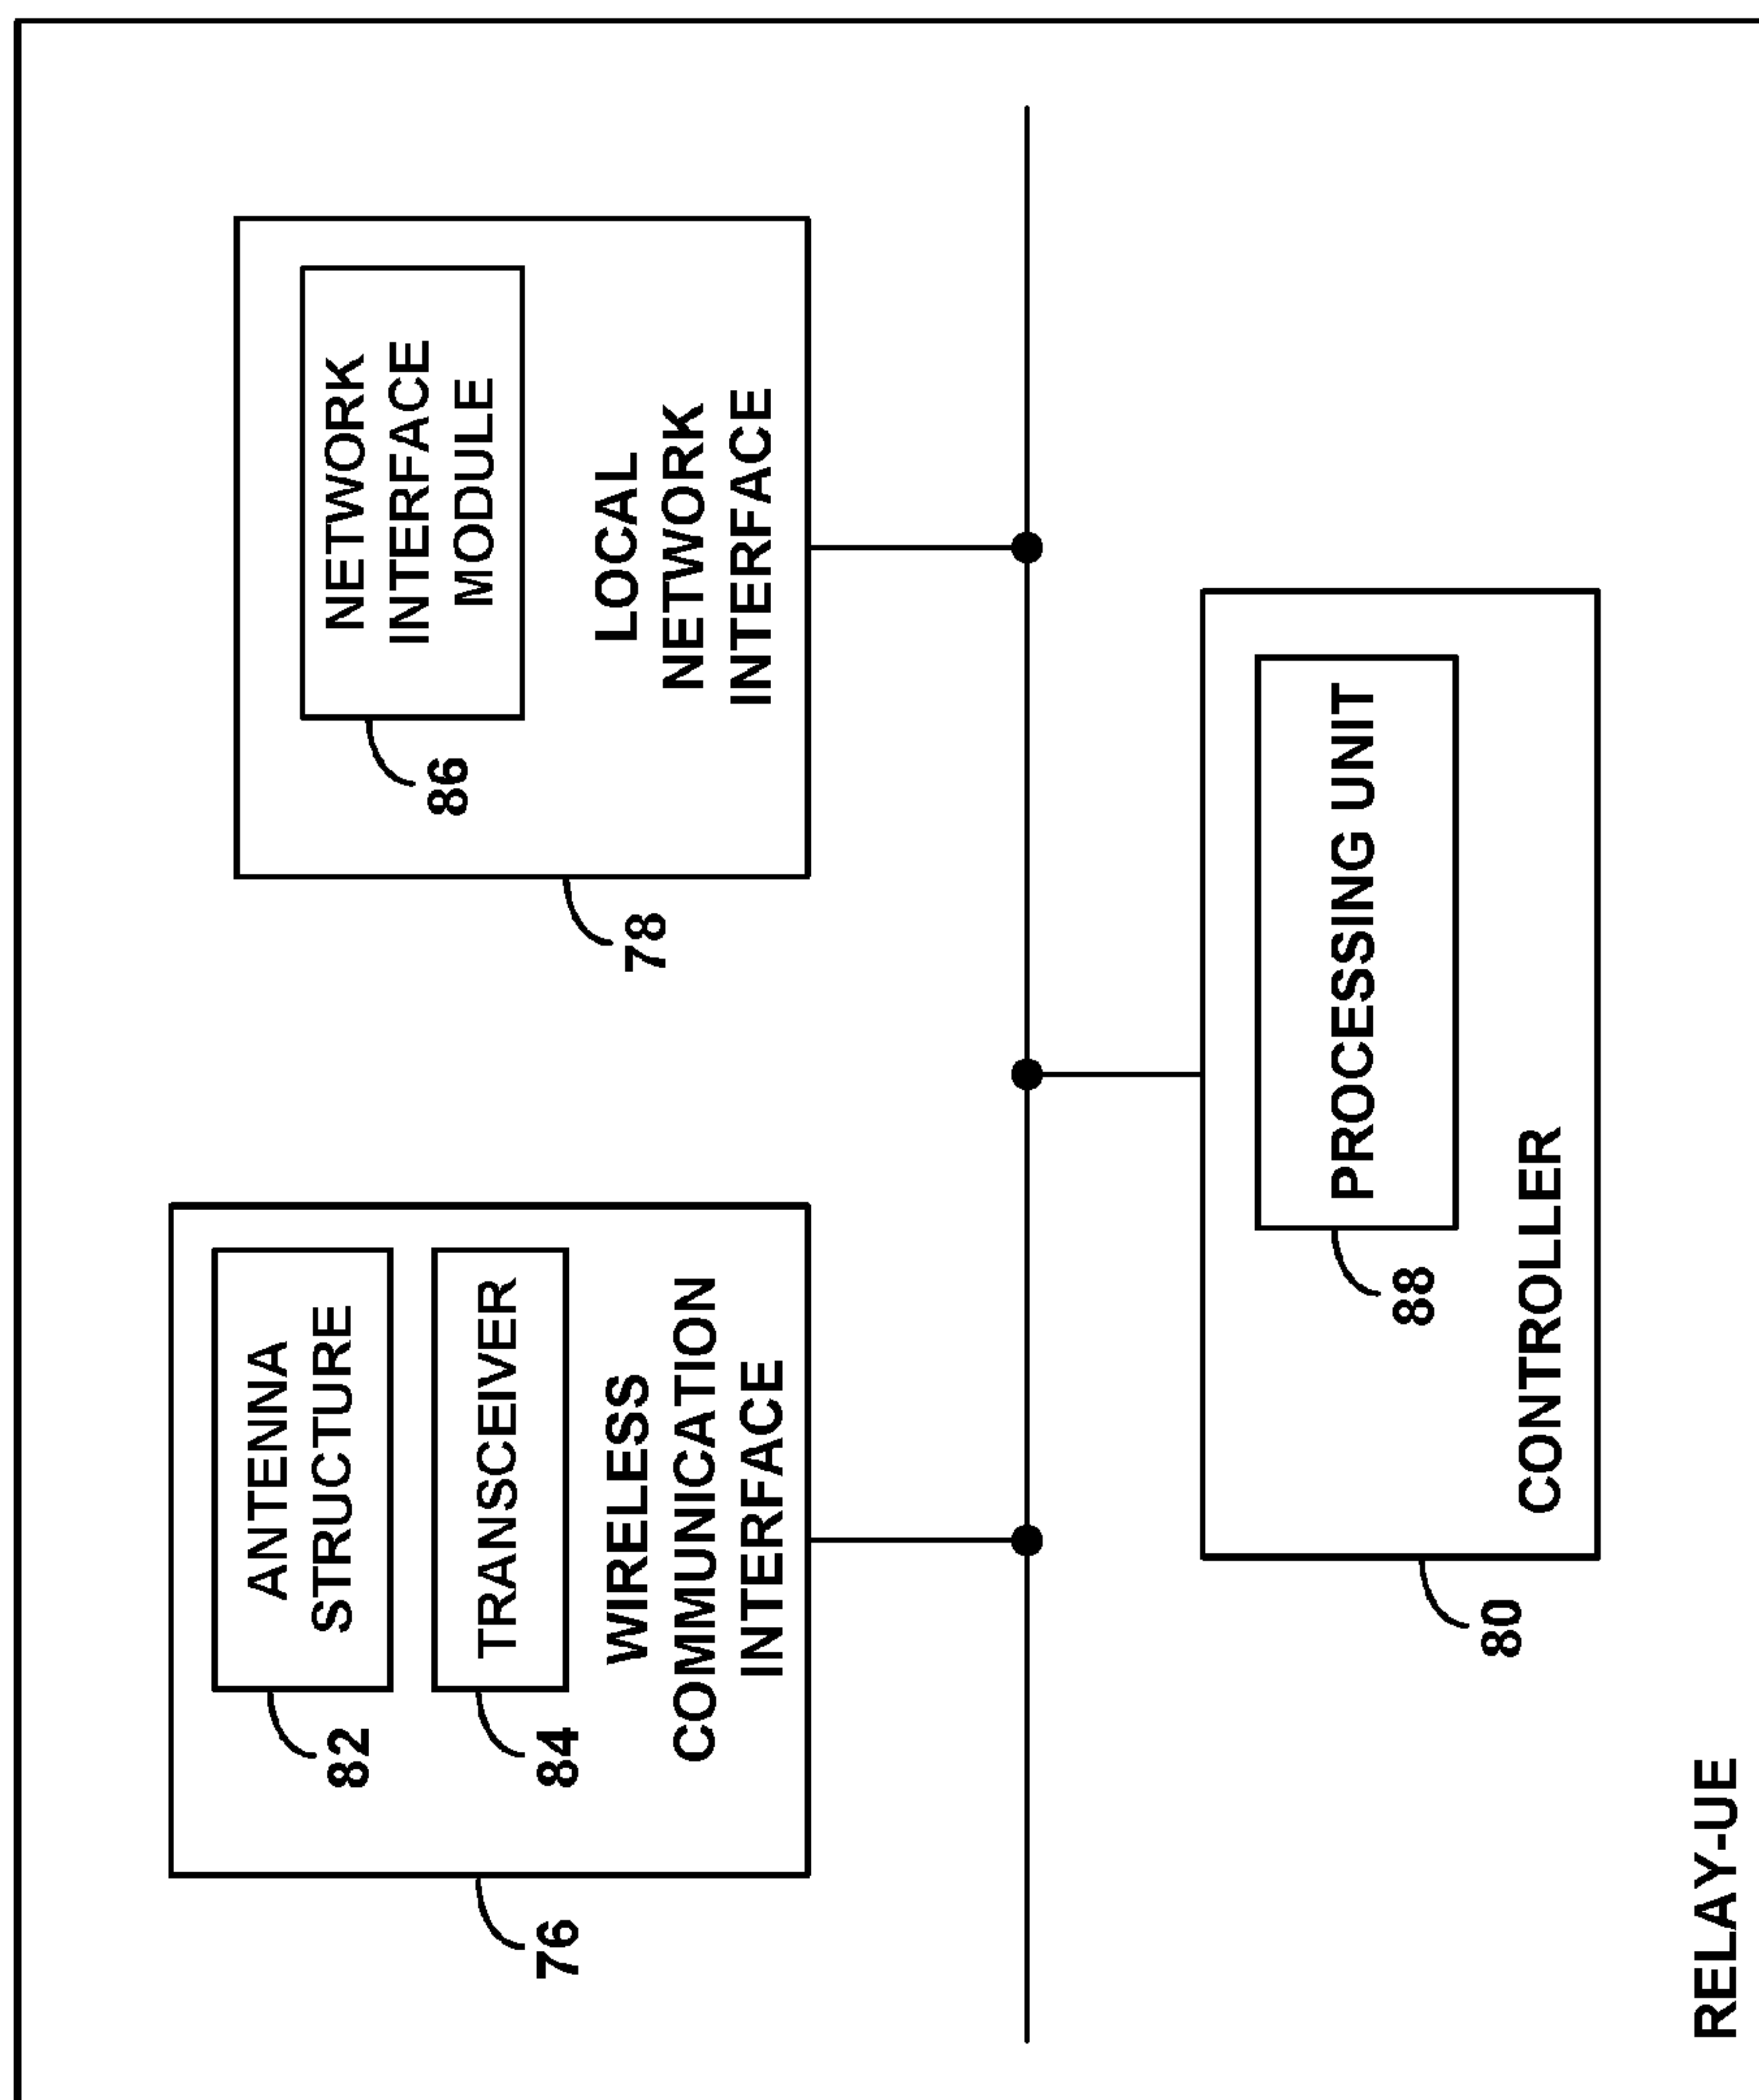 82
ANTENNA
STRUCTURE
84
TRANSCEIVER
76
WIRELESS
COMMUNICATION
INTERFACE
86
NETWORK
INTERFACE
MODULE
78
LOCAL
NETWORK
INTERFACE
88
PROCESSING UNIT
80
CONTROLLER
RELAY-UE